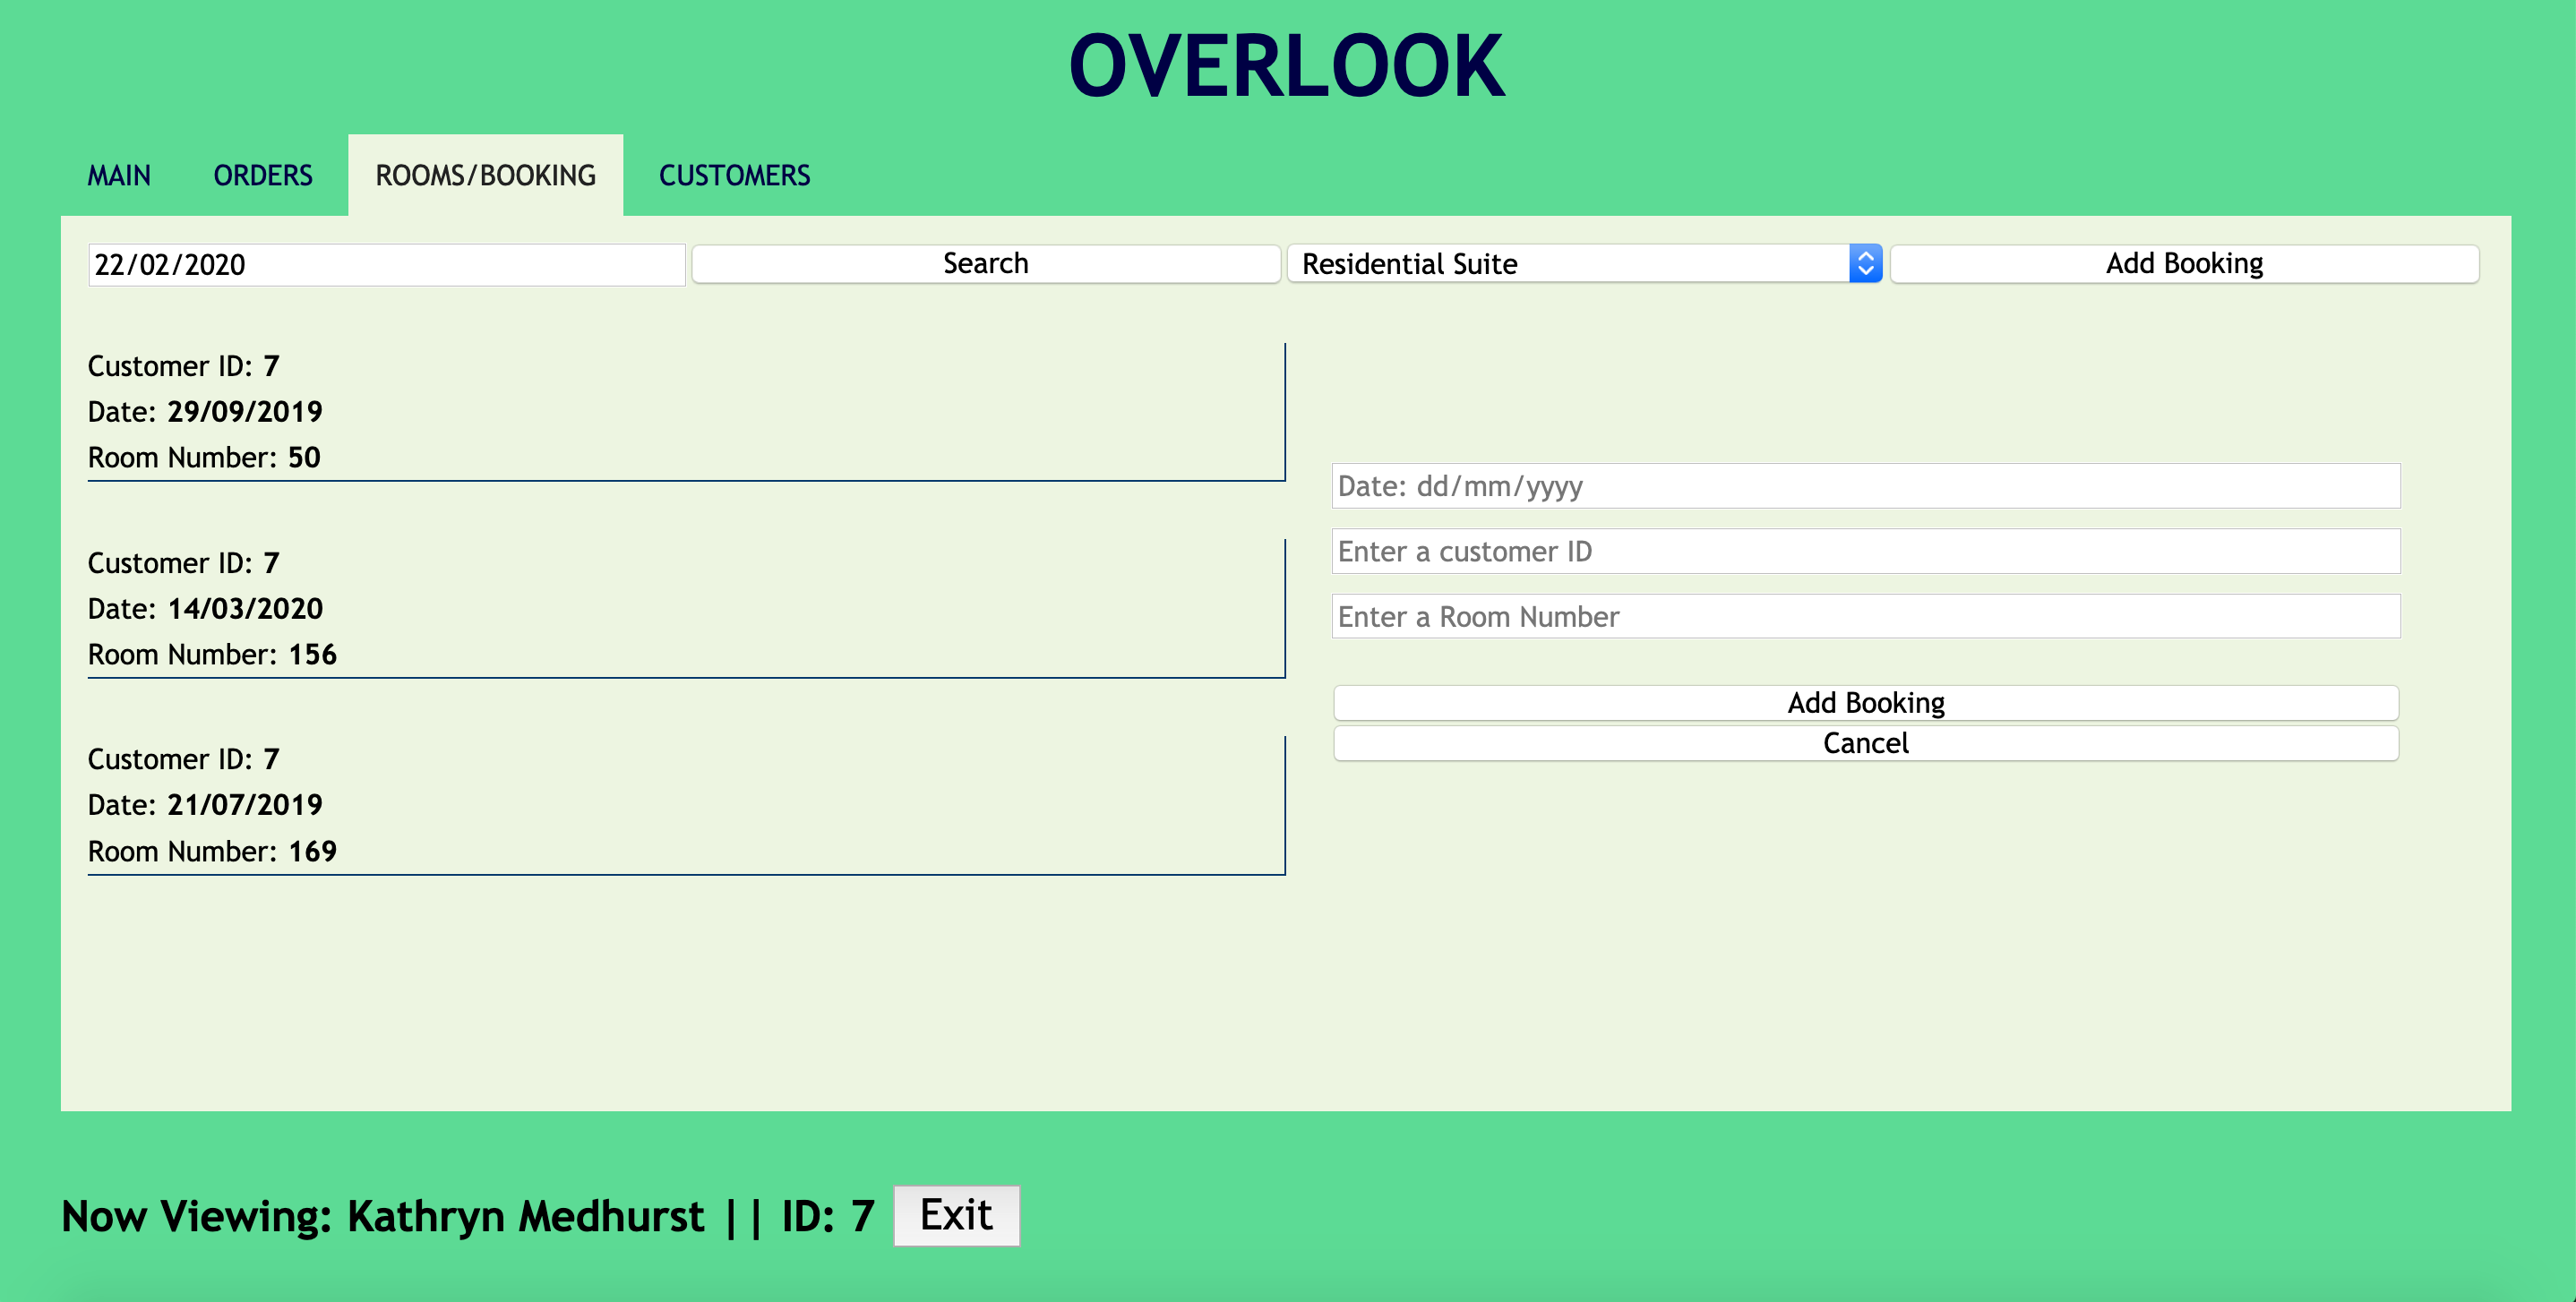 OVERLOOK
MAIN ORDERS ROOMS/BOOKING CUSTOMERS
22/02/2020 Search Residential Suite Add Booking
Customer ID: 7
Date: 29/09/2019
Room Number: 50
Customer ID: 7
Date: 14/03/2020
Room Number: 156
Customer ID: 7
Date: 21/07/2019
Room Number: 169
Date: dd/mm/yyyy
Enter a customer ID
Enter a Room Number
Add Booking
Cancel
Now Viewing: Kathryn Medhurst || ID: 7 Exit